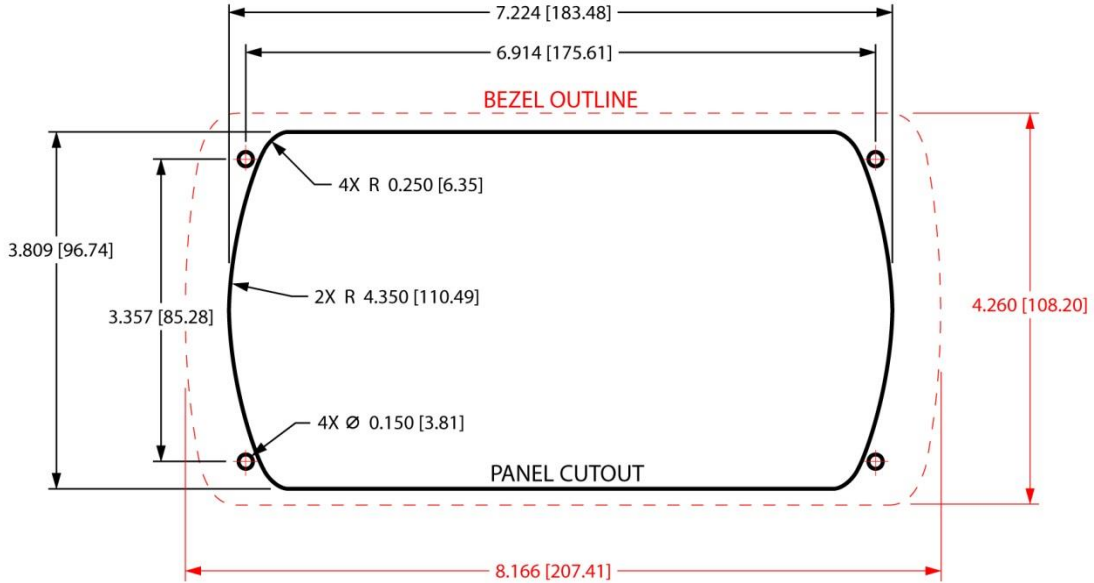 7.224 [183.48]
6.914 [175.61]
BEZEL OUTLINE
4X R 0.250 [6.35]
3.809 [96.74]
2X R 4.350 [110.49]
4.260 [108.20]
3.357 [85.28]
4X Ø 0.150 [3.81]
PANEL CUTOUT
8.166 [207.41]